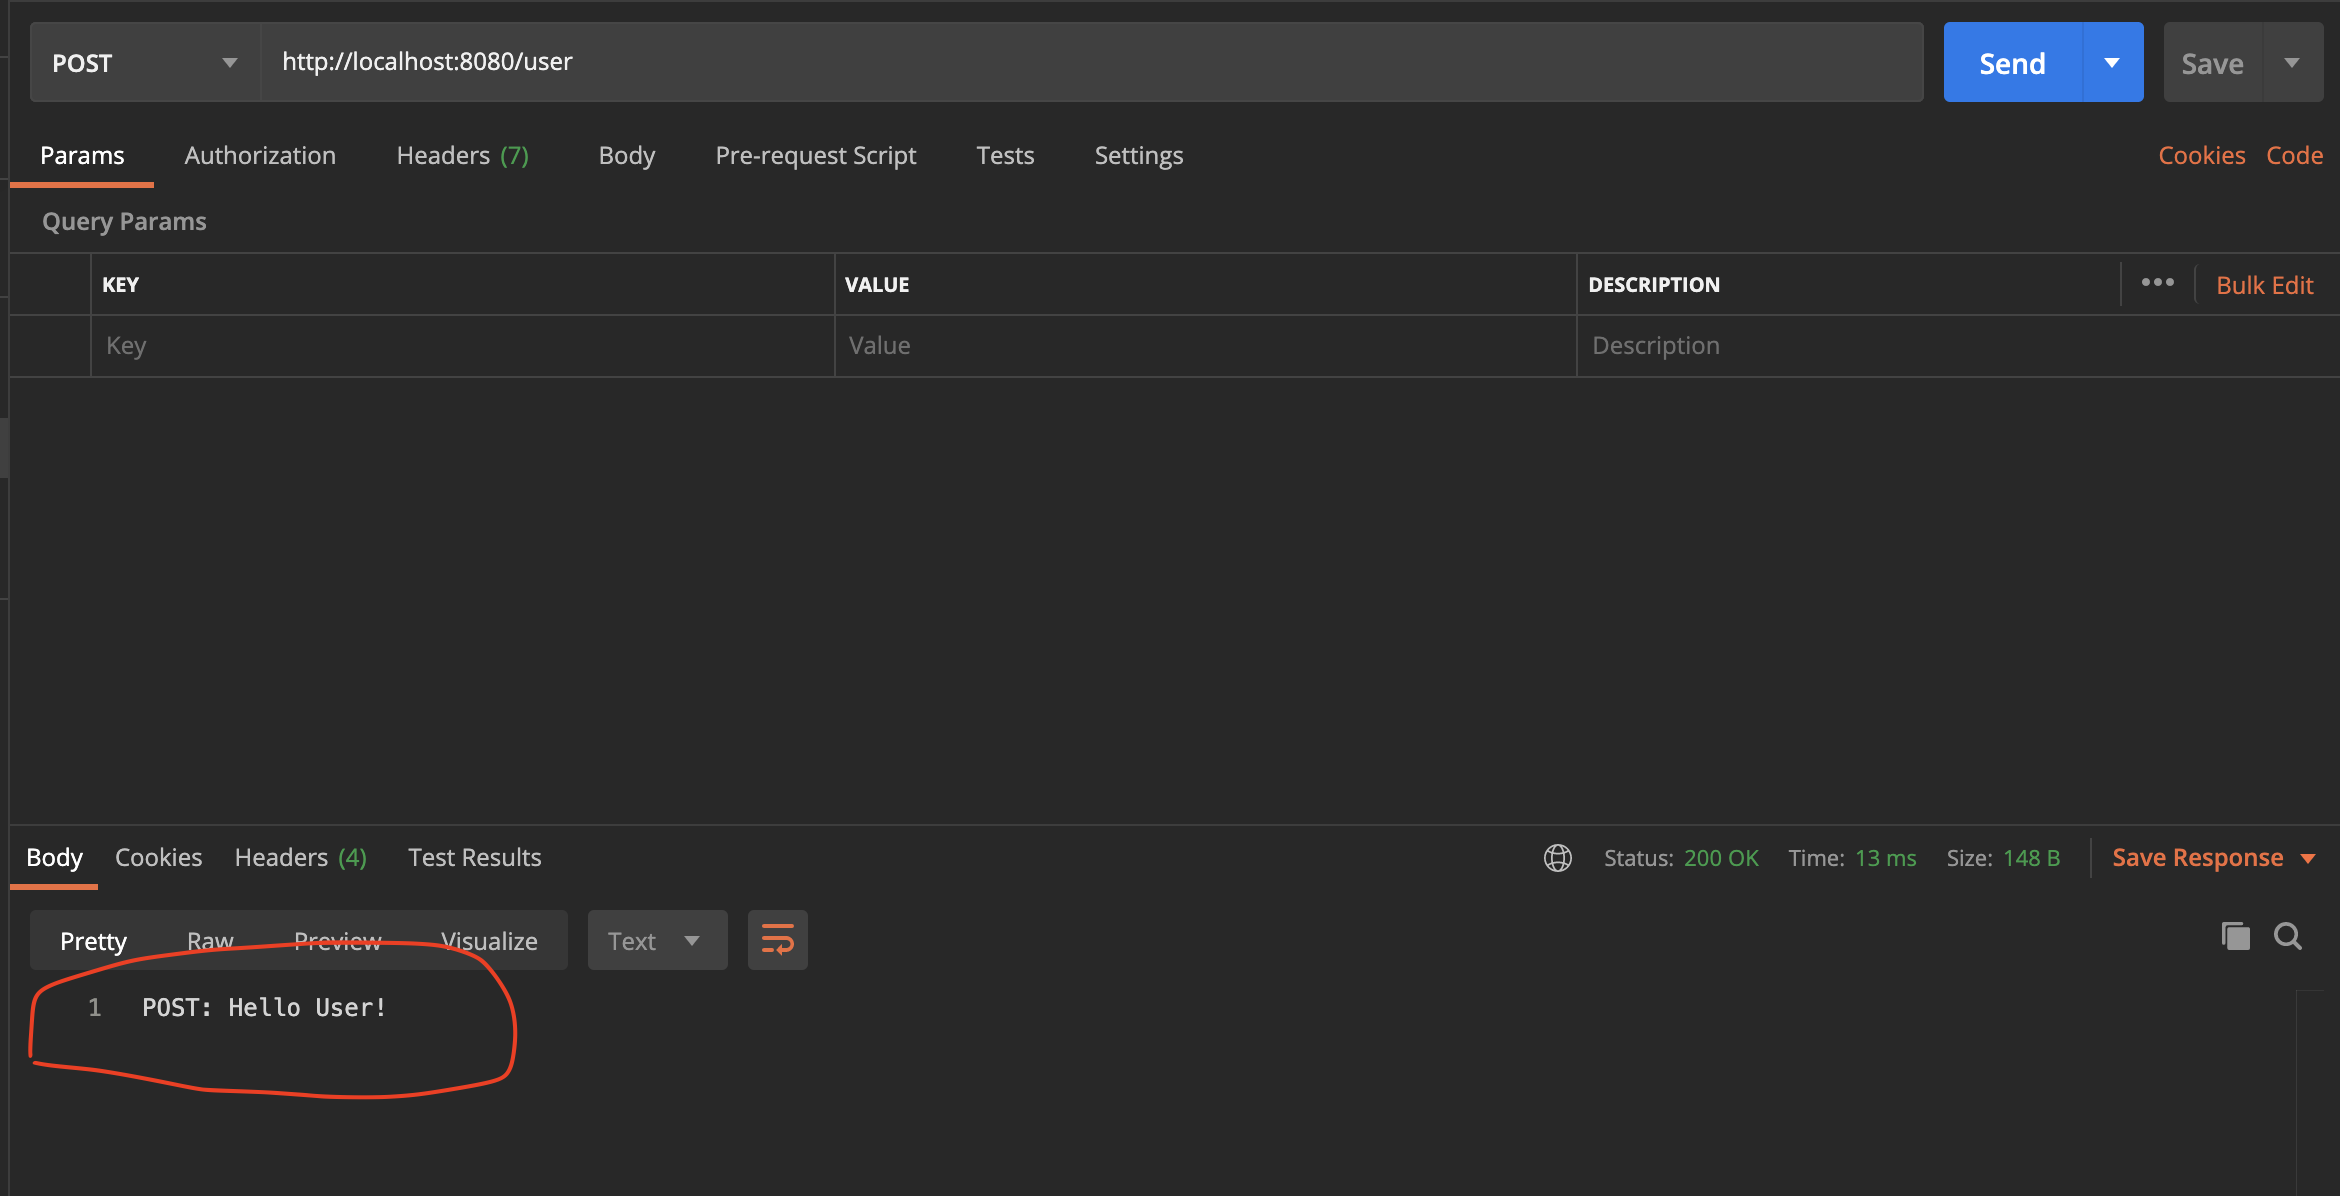 POST http://localhost:8080/user Send Save
Params Authorization Headers (7) Body Pre-request Script Tests Settings Cookies Code
Query Params
KEY VALUE DESCRIPTION ••• Bulk Edit
Key Value Description
Body Cookies Headers (4) Test Results Status: 200 OK Time: 13 ms Size: 148 B Save Response
Pretty Raw Preview Visualize Text
1 POST: Hello User!